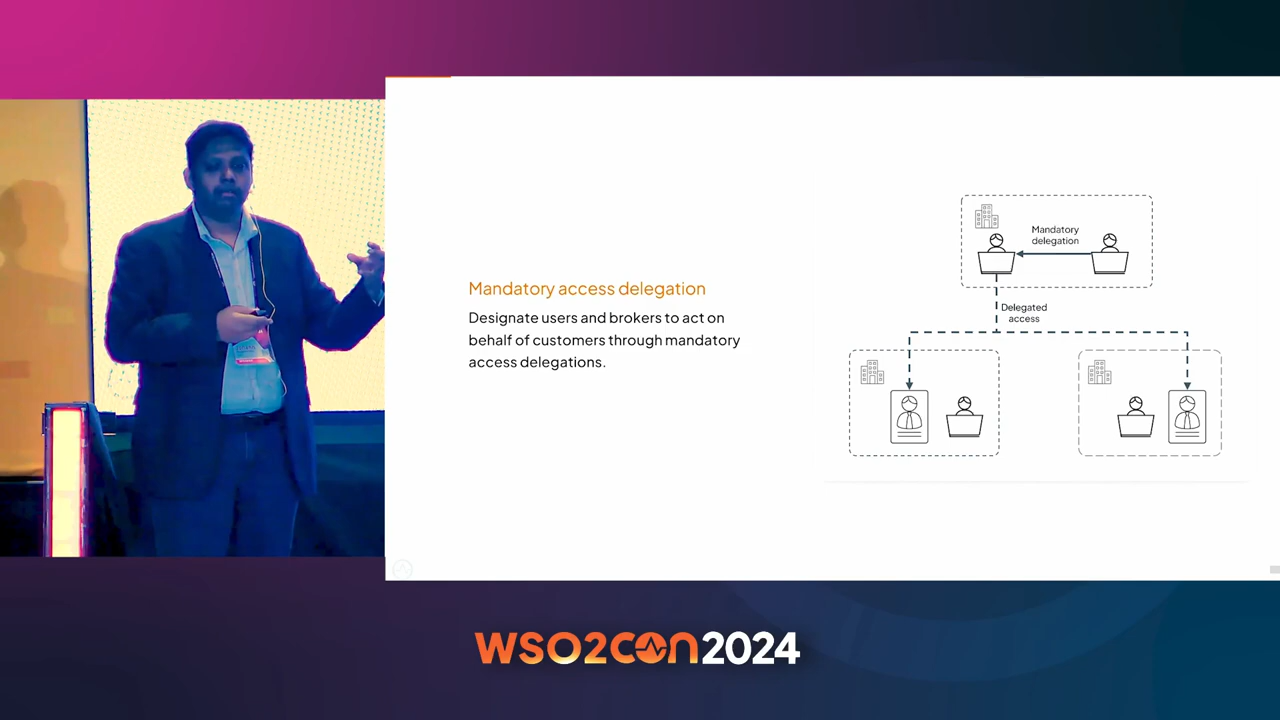 Mandatory access delegation
Designate users and brokers to act on
behalf of customers through mandatory
access delegations.
Mandatory
delegation
Delegated
access
WSO2CON2024